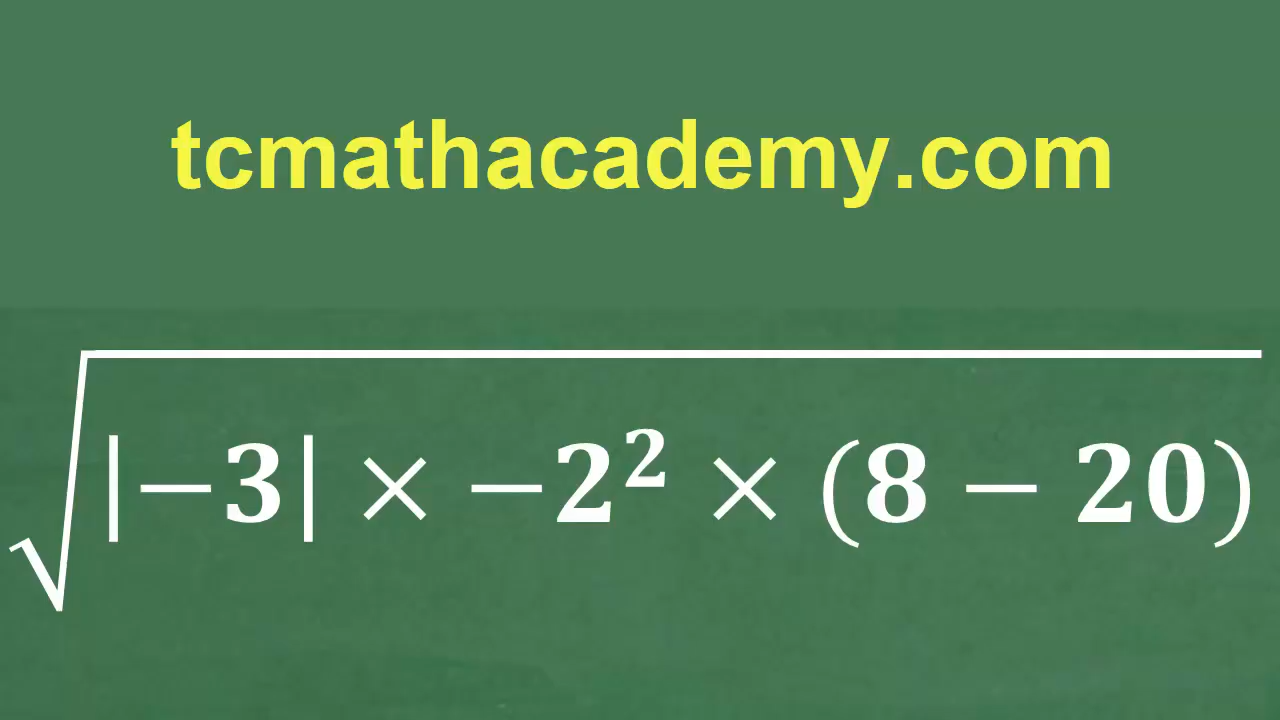 tcmathacademy.com
√|−3| × −2² × (8 − 20)